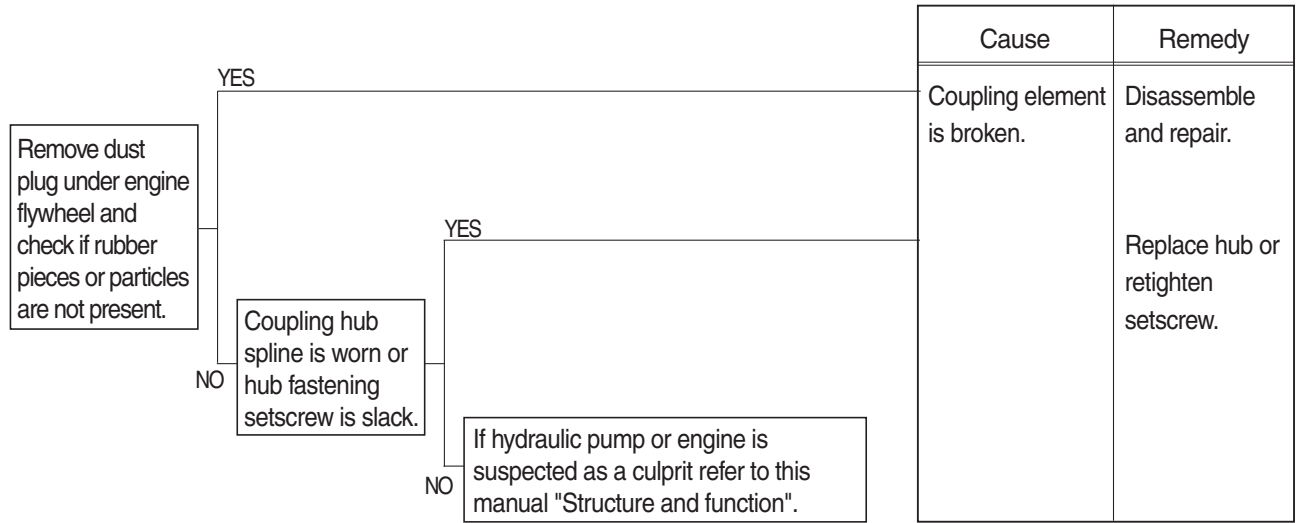 Cause
Remedy
YES
Coupling element
is broken.
Disassemble
and repair.
Remove dust
plug under engine
flywheel and
check if rubber
pieces or particles
are not present.
YES
Replace hub or
retighten
setscrew.
NO
Coupling hub
spline is worn or
hub fastening
setscrew is slack.
NO
If hydraulic pump or engine is
suspected as a culprit refer to this
manual "Structure and function".